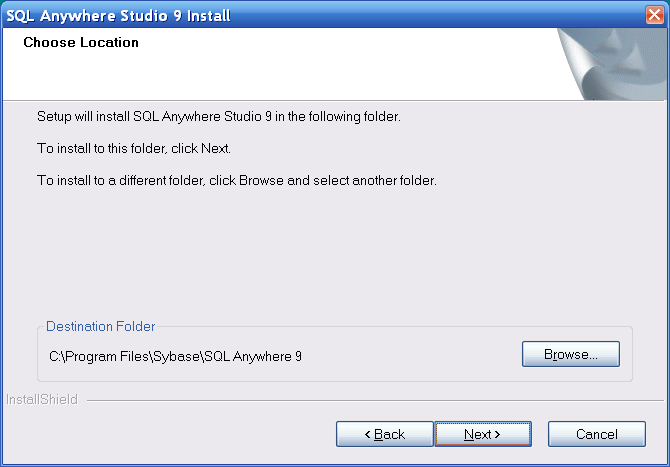 SQL Anywhere Studio 9 Install
Choose Location
Setup will install SQL Anywhere Studio 9 in the following folder.
To install to this folder, click Next.
To install to a different folder, click Browse and select another folder.
Destination Folder
C:\Program Files\Sybase\SQL Anywhere 9
Browse...
InstallShield
< Back
Next >
Cancel